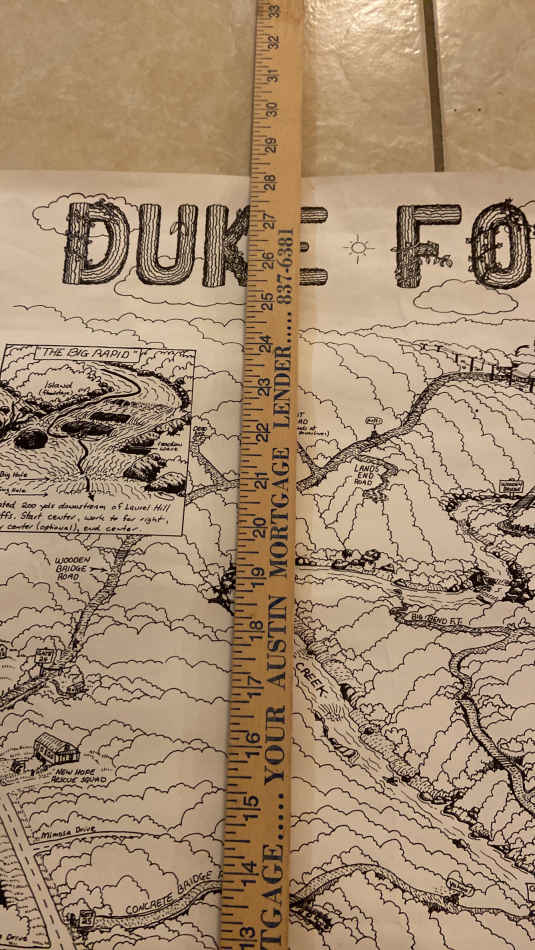 DUKE FO
"THE BIG RAPID"
Island
Big Hole
200 yds downstream of Laurel Hill
Start center, work to far right,
center (optional), end center.
LANDS
END
ROAD
WOODEN
BRIDGE
ROAD
BIG BEND F.T.
CREEK
NEW HOPE
RESCUE SQUAD
Mimosa Drive
CONCRETE BRIDGE R
Drive
TGAGE..... YOUR AUSTIN MORTGAGE LENDER..... 837-6381
33
32
31
30
29
28
27
26
25
24
23
22
21
20
19
18
17
16
15
14
13